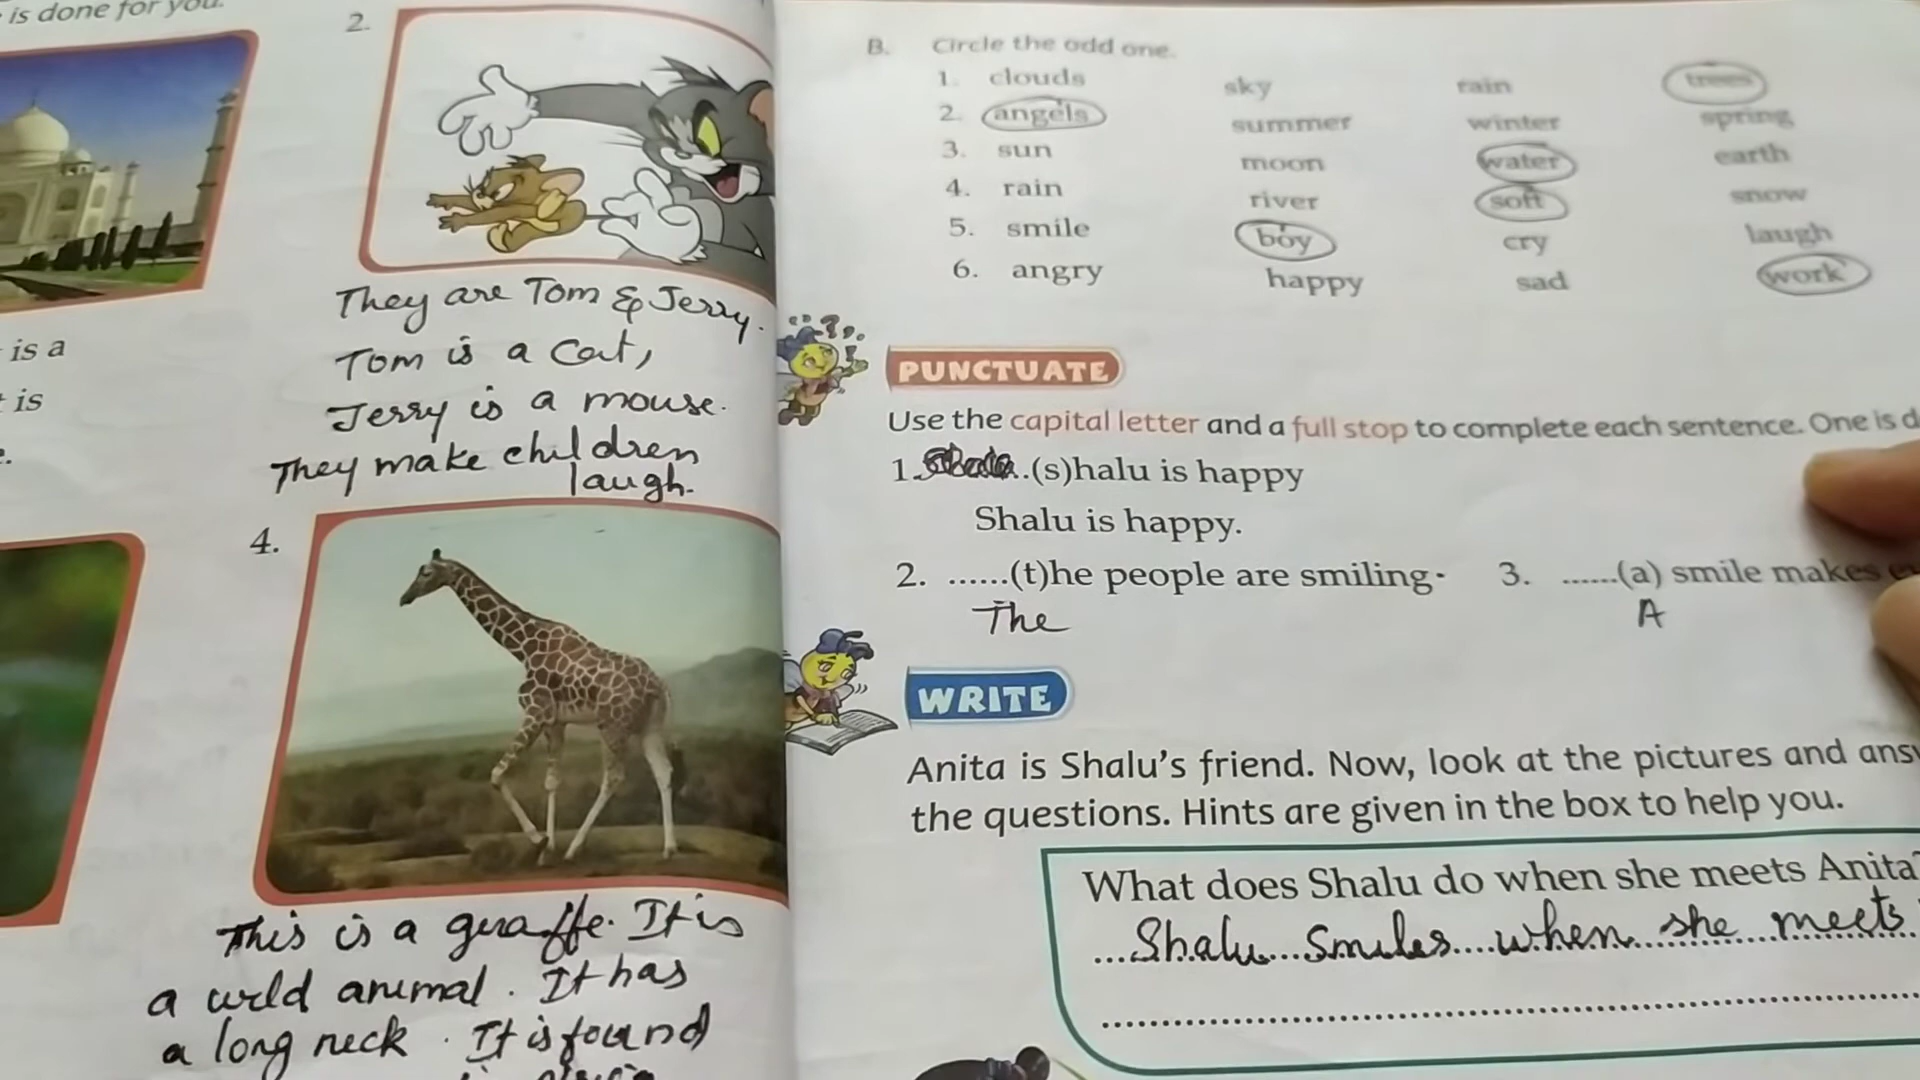 is done for you.
2.
They are Tom & Jerry.
Tom is a Cat,
Jerry is a mouse.
They make children
laugh.
is a
is
4.
This is a giraffe. It is
a wild animal. It has
a long neck. It is found
B. Circle the odd one.
1. clouds sky rain trees
2. angels summer winter spring
3. sun moon water earth
4. rain river soft snow
5. smile boy cry laugh
6. angry happy sad work
PUNCTUATE
Use the capital letter and a full stop to complete each sentence. One is d
1. ..(s)halu is happy
Shalu is happy.
2. ......(t)he people are smiling. 3. ......(a) smile makes
The A
WRITE
Anita is Shalu's friend. Now, look at the pictures and ans
the questions. Hints are given in the box to help you.
What does Shalu do when she meets Anita?
Shalu Smiles when she meets